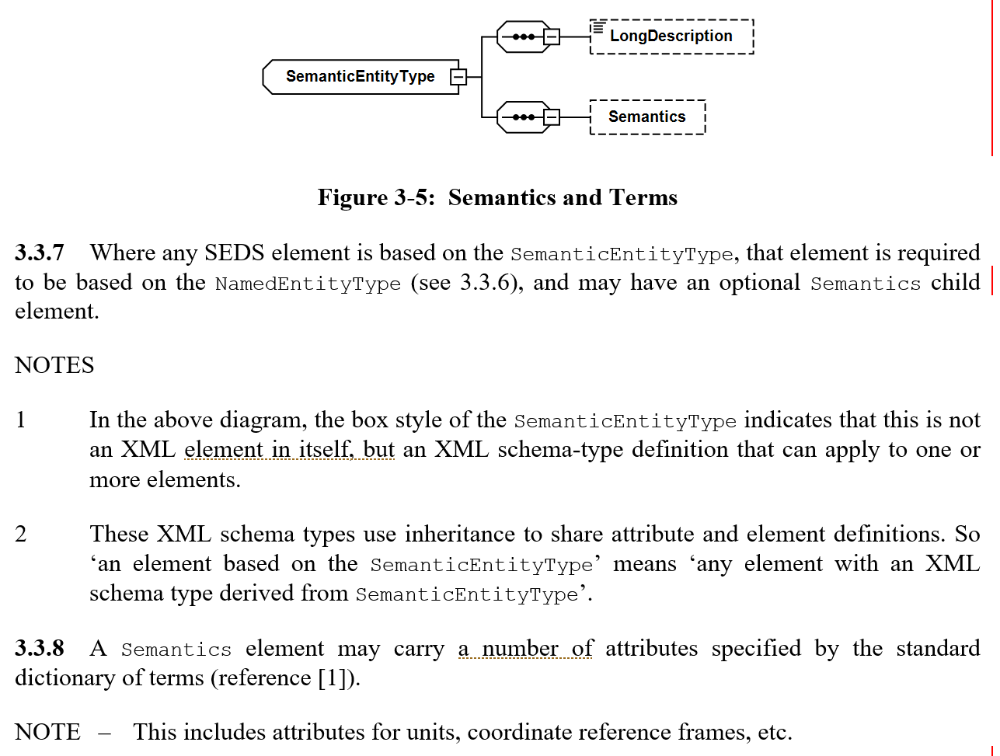 LongDescription
SemanticEntityType
Semantics
Figure 3-5: Semantics and Terms
3.3.7 Where any SEDS element is based on the SemanticEntityType, that element is required
to be based on the NamedEntityType (see 3.3.6), and may have an optional Semantics child
element.
NOTES
1 In the above diagram, the box style of the SemanticEntityType indicates that this is not
an XML element in itself, but an XML schema-type definition that can apply to one or
more elements.
2 These XML schema types use inheritance to share attribute and element definitions. So
‘an element based on the SemanticEntityType’ means ‘any element with an XML
schema type derived from SemanticEntityType’.
3.3.8 A Semantics element may carry a number of attributes specified by the standard
dictionary of terms (reference [1]).
NOTE – This includes attributes for units, coordinate reference frames, etc.